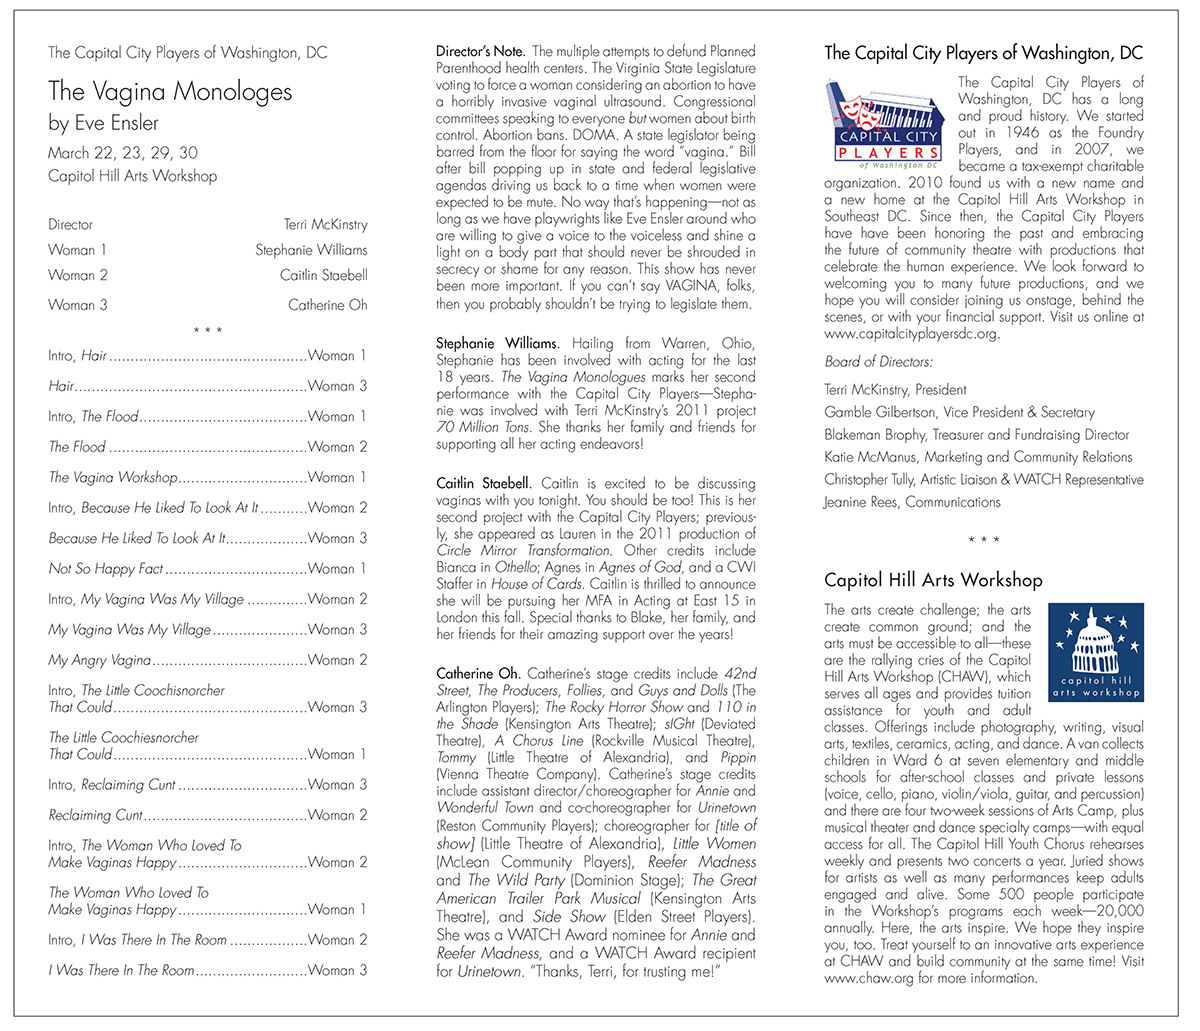 The Capital City Players of Washington, DC
The Vagina Monologes
by Eve Ensler
March 22, 23, 29, 30
Capitol Hill Arts Workshop
Director Terri McKinstry
Woman 1 Stephanie Williams
Woman 2 Caitlin Staebell
Woman 3 Catherine Oh
* * *
Intro, Hair ............................................Woman 1
Hair....................................................Woman 3
Intro, The Flood......................................Woman 1
The Flood ............................................Woman 2
The Vagina Workshop.............................Woman 1
Intro, Because He Liked To Look At It ..........Woman 2
Because He Liked To Look At It..................Woman 3
Not So Happy Fact ...............................Woman 1
Intro, My Vagina Was My Village .............Woman 2
My Vagina Was My Village .....................Woman 3
My Angry Vagina..................................Woman 2
Intro, The Little Coochisnorcher
That Could...........................................Woman 3
The Little Coochiesnorcher
That Could...........................................Woman 1
Intro, Reclaiming Cunt ............................Woman 3
Reclaiming Cunt....................................Woman 2
Intro, The Woman Who Loved To
Make Vaginas Happy ............................Woman 2
The Woman Who Loved To
Make Vaginas Happy ............................Woman 1
Intro, I Was There In The Room .................Woman 2
I Was There In The Room ........................Woman 3
Director's Note. The multiple attempts to defund Planned
Parenthood health centers. The Virginia State Legislature
voting to force a woman considering an abortion to have
a horribly invasive vaginal ultrasound. Congressional
committees speaking to everyone but women about birth
control. Abortion bans. DOMA. A state legislator being
barred from the floor for saying the word "vagina." Bill
after bill popping up in state and federal legislative
agendas driving us back to a time when women were
expected to be mute. No way that's happening—not as
long as we have playwrights like Eve Ensler around who
are willing to give a voice to the voiceless and shine a
light on a body part that should never be shrouded in
secrecy or shame for any reason. This show has never
been more important. If you can't say VAGINA, folks,
then you probably shouldn't be trying to legislate them.
Stephanie Williams. Hailing from Warren, Ohio,
Stephanie has been involved with acting for the last
18 years. The Vagina Monologues marks her second
performance with the Capital City Players—Stepha-
nie was involved with Terri McKinstry's 2011 project
70 Million Tons. She thanks her family and friends for
supporting all her acting endeavors!
Caitlin Staebell. Caitlin is excited to be discussing
vaginas with you tonight. You should be too! This is her
second project with the Capital City Players; previous-
ly, she appeared as Lauren in the 2011 production of
Circle Mirror Transformation. Other credits include
Bianca in Othello; Agnes in Agnes of God, and a CWI
Staffer in House of Cards. Caitlin is thrilled to announce
she will be pursuing her MFA in Acting at East 15 in
London this fall. Special thanks to Blake, her family, and
her friends for their amazing support over the years!
Catherine Oh. Catherine's stage credits include 42nd
Street, The Producers, Follies, and Guys and Dolls (The
Arlington Players); The Rocky Horror Show and 110 in
the Shade (Kensington Arts Theatre); sIGht (Deviated
Theatre), A Chorus Line (Rockville Musical Theatre),
Tommy (Little Theatre of Alexandria), and Pippin
(Vienna Theatre Company). Catherine's stage credits
include assistant director/choreographer for Annie and
Wonderful Town and co-choreographer for Urinetown
(Reston Community Players); choreographer for [title of
show] (Little Theatre of Alexandria), Little Women
(McLean Community Players), Reefer Madness
and The Wild Party (Dominion Stage); The Great
American Trailer Park Musical (Kensington Arts
Theatre), and Side Show (Elden Street Players).
She was a WATCH Award nominee for Annie and
Reefer Madness, and a WATCH Award recipient
for Urinetown. "Thanks, Terri, for trusting me!"
The Capital City Players of Washington, DC
CAPITAL CITY
PLAYERS
of Washington DC
The Capital City Players of
Washington, DC has a long
and proud history. We started
out in 1946 as the Foundry
Players, and in 2007, we
became a tax-exempt charitable
organization. 2010 found us with a new name and
a new home at the Capitol Hill Arts Workshop in
Southeast DC. Since then, the Capital City Players
have have been honoring the past and embracing
the future of community theatre with productions that
celebrate the human experience. We look forward to
welcoming you to many future productions, and we
hope you will consider joining us onstage, behind the
scenes, or with your financial support. Visit us online at
www.capitalcityplayersdc.org.
Board of Directors:
Terri McKinstry, President
Gamble Gilbertson, Vice President & Secretary
Blakeman Brophy, Treasurer and Fundraising Director
Katie McManus, Marketing and Community Relations
Christopher Tully, Artistic Liaison & WATCH Representative
Jeanine Rees, Communications
* * *
Capitol Hill Arts Workshop
The arts create challenge; the arts
create common ground; and the
arts must be accessible to all—these
are the rallying cries of the Capitol
Hill Arts Workshop (CHAW), which
serves all ages and provides tuition
assistance for youth and adult
capitol hill
arts workshop
classes. Offerings include photography, writing, visual
arts, textiles, ceramics, acting, and dance. A van collects
children in Ward 6 at seven elementary and middle
schools for after-school classes and private lessons
(voice, cello, piano, violin/viola, guitar, and percussion)
and there are four two-week sessions of Arts Camp, plus
musical theater and dance specialty camps—with equal
access for all. The Capitol Hill Youth Chorus rehearses
weekly and presents two concerts a year. Juried shows
for artists as well as many performances keep adults
engaged and alive. Some 500 people participate
in the Workshop's programs each week—20,000
annually. Here, the arts inspire. We hope they inspire
you, too. Treat yourself to an innovative arts experience
at CHAW and build community at the same time! Visit
www.chaw.org for more information.